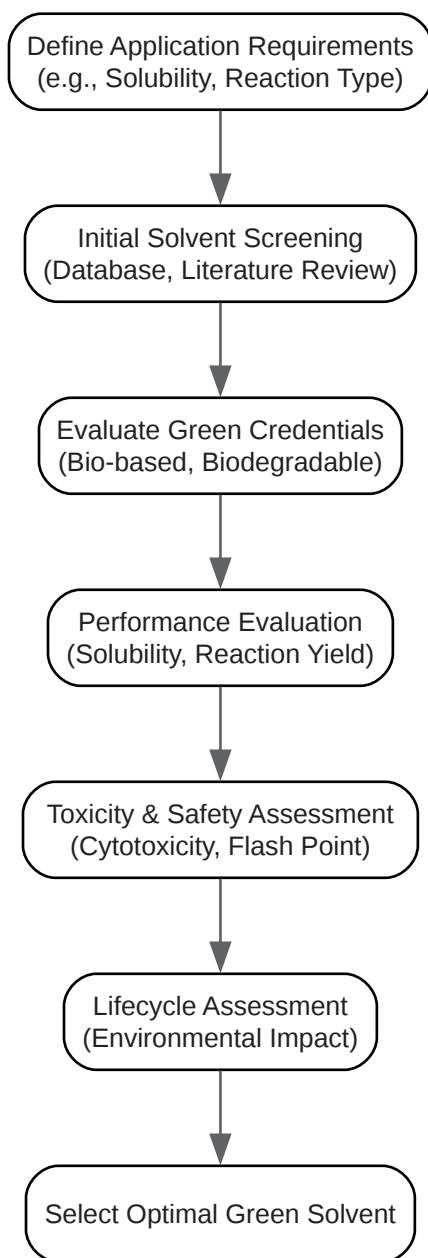 Define Application Requirements
(e.g., Solubility, Reaction Type)
Initial Solvent Screening
(Database, Literature Review)
Evaluate Green Credentials
(Bio-based, Biodegradable)
Performance Evaluation
(Solubility, Reaction Yield)
Toxicity & Safety Assessment
(Cytotoxicity, Flash Point)
Lifecycle Assessment
(Environmental Impact)
Select Optimal Green Solvent